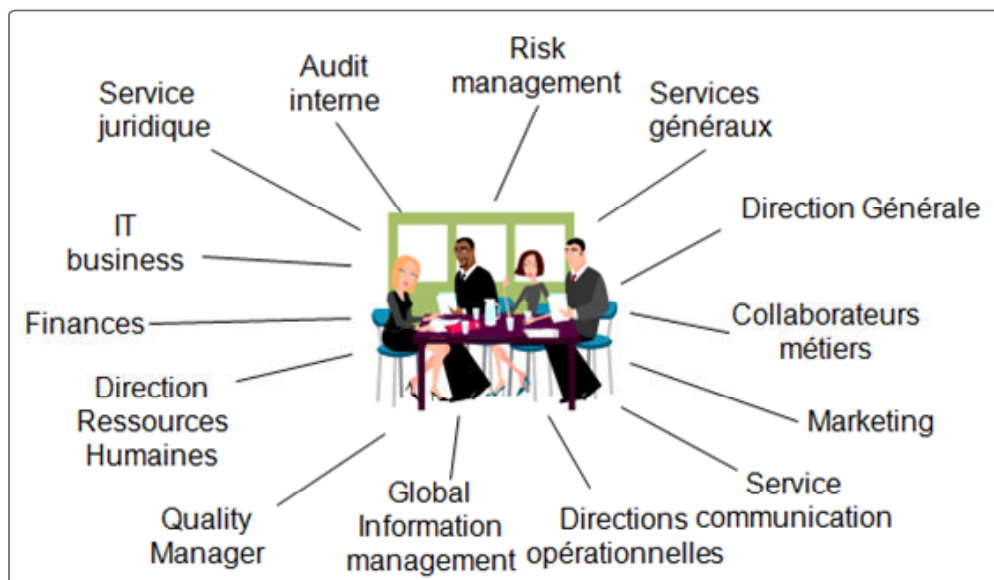 Risk
management
Audit
interne
Service
juridique
Services
généraux
Direction Générale
IT
business
Finances
Collaborateurs
métiers
Direction
Ressources
Humaines
Marketing
Quality
Manager
Global
Information
management
Directions
opérationnelles
Service
communication